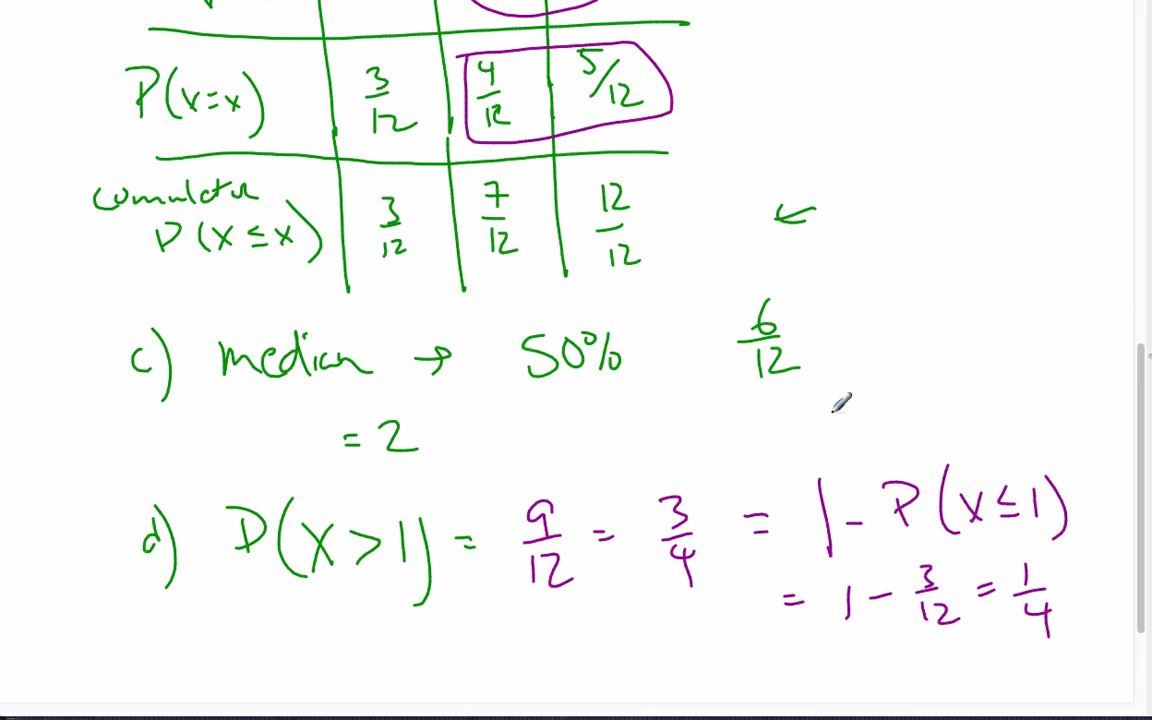 P(x=x) 3/12 4/12 5/12
cumulative P(X ≤ x) 3/12 7/12 12/12 ←
c) median → 50% 6/12
= 2
d) P(X > 1) = 9/12 = 3/4 = 1 - P(X ≤ 1)
= 1 - 3/12 = 1/4